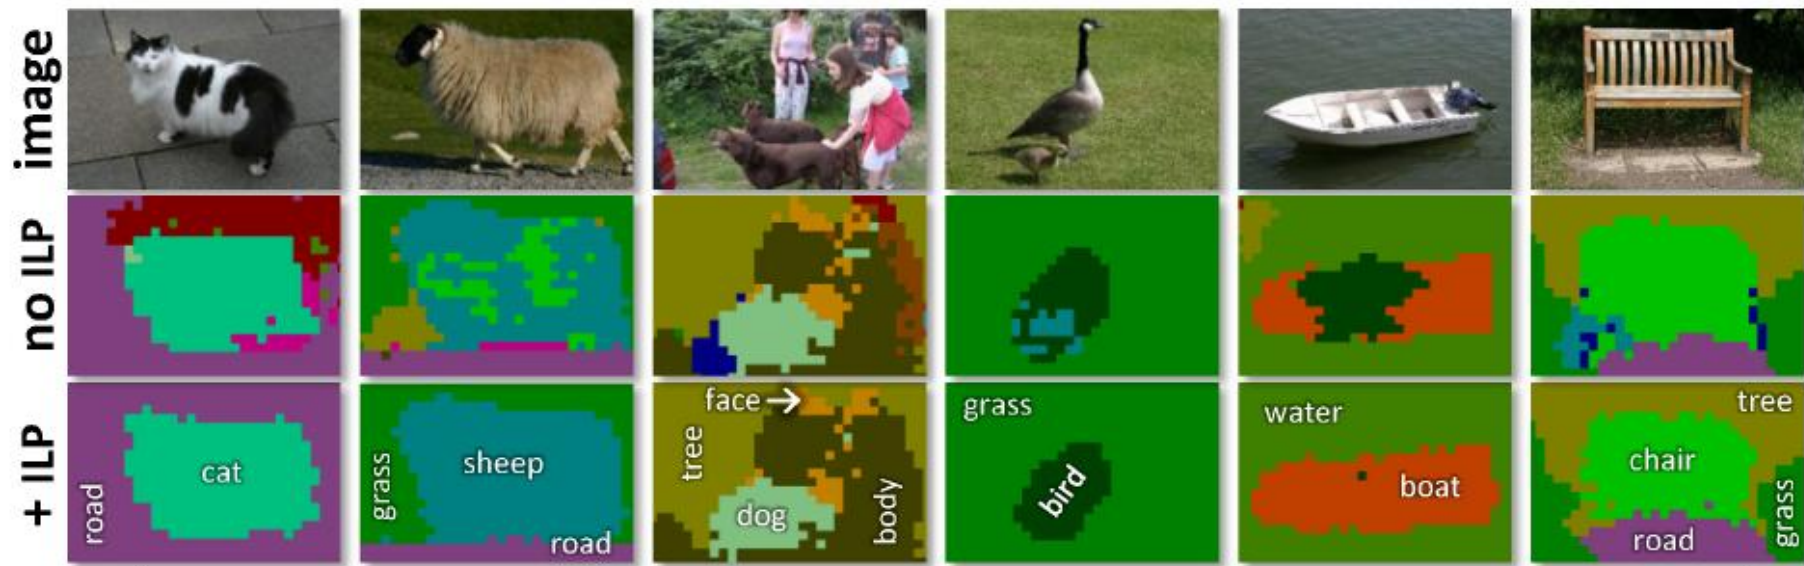 image
no ILP
+ ILP
road
cat
grass
sheep
road
face →
tree
dog
body
grass
bird
water
boat
tree
chair
road
grass